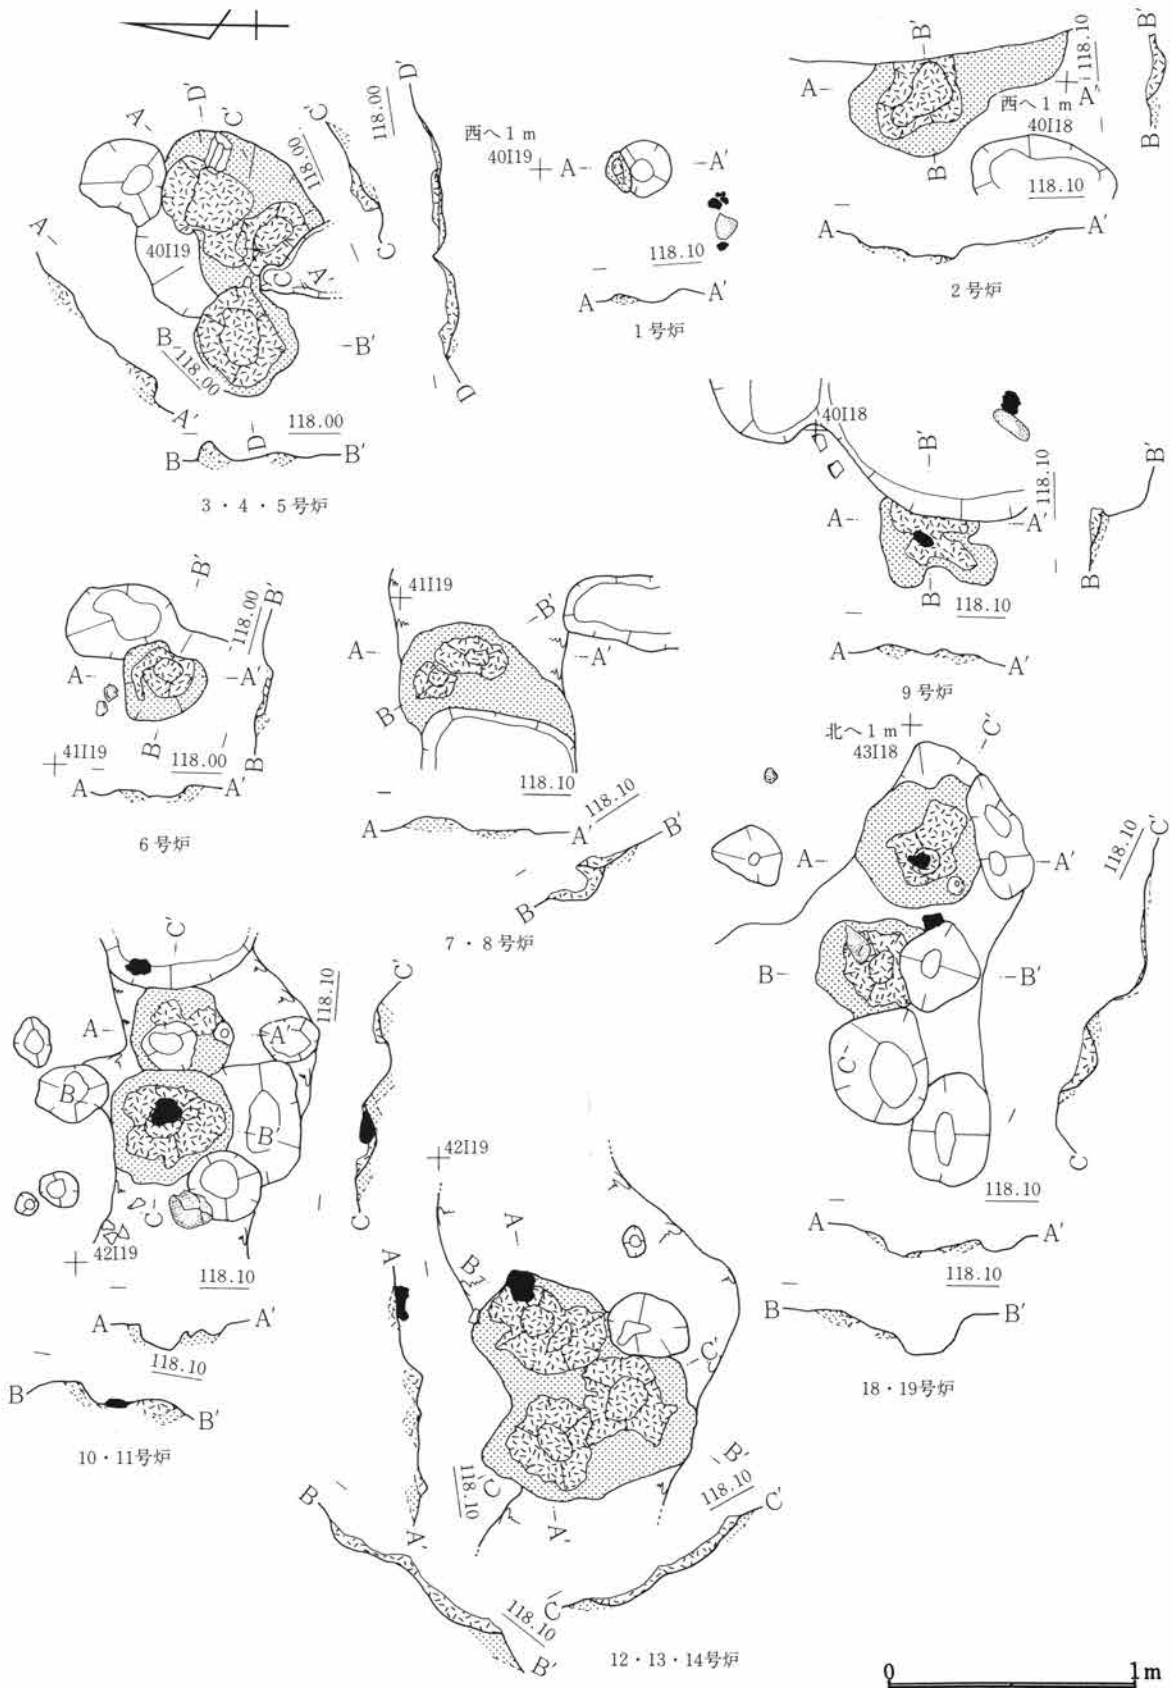 A- -D' C'
118.00
C' 118.00 D'
40I19
C A'
B- -B'
118.00
A- A' C D
D- 118.00
B B'
3・4・5号炉
西へ1m
40I19
A- -A'
118.10
A A'
1号炉
-B'
A- A'
118.10
西へ1m
40I18
B-
118.10
B B'
A A'
2号炉
40I18
-B'
A- -A'
B-
118.10
118.10
B B'
A A'
9号炉
-B'
A- -A'
B-
118.00
B B'
41I19
118.00
A A'
6号炉
41I19
-B'
A- -A'
B-
118.10
A A'
118.10
B B'
7・8号炉
北へ1m
43I18
-C'
A- -A'
B- -B'
C-
118.10
C C'
118.10
A A'
118.10
B B'
18・19号炉
-C'
A- -A'
B B'
C-
118.10
C C'
42I19
118.10
A A'
118.10
B B'
10・11号炉
42I19
A-
B-
-C'
-B'
C
118.10
-A'
A A'
118.10
B B'
118.10
C C'
12・13・14号炉
0 1m